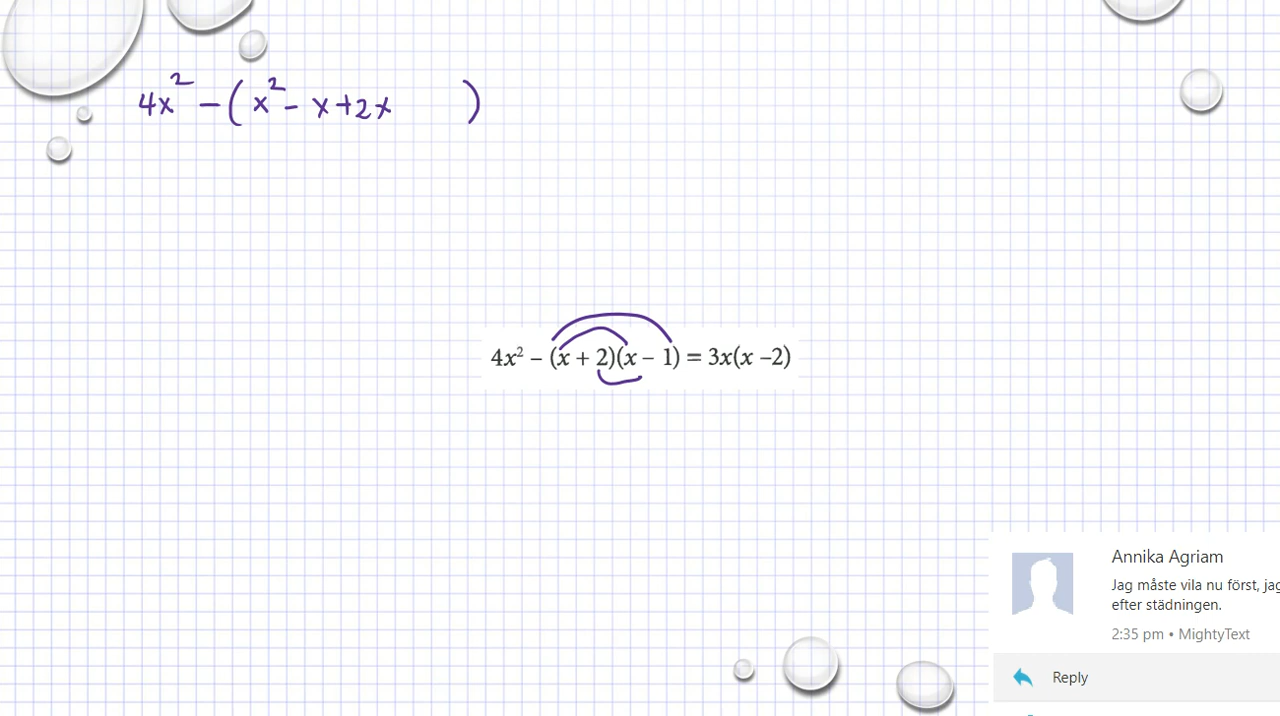 4x² – (x² – x + 2x )
4x² – (x + 2)(x – 1) = 3x(x –2)
Annika Agriam
Jag måste vila nu först, jag
efter städningen.
2:35 pm • MightyText
Reply